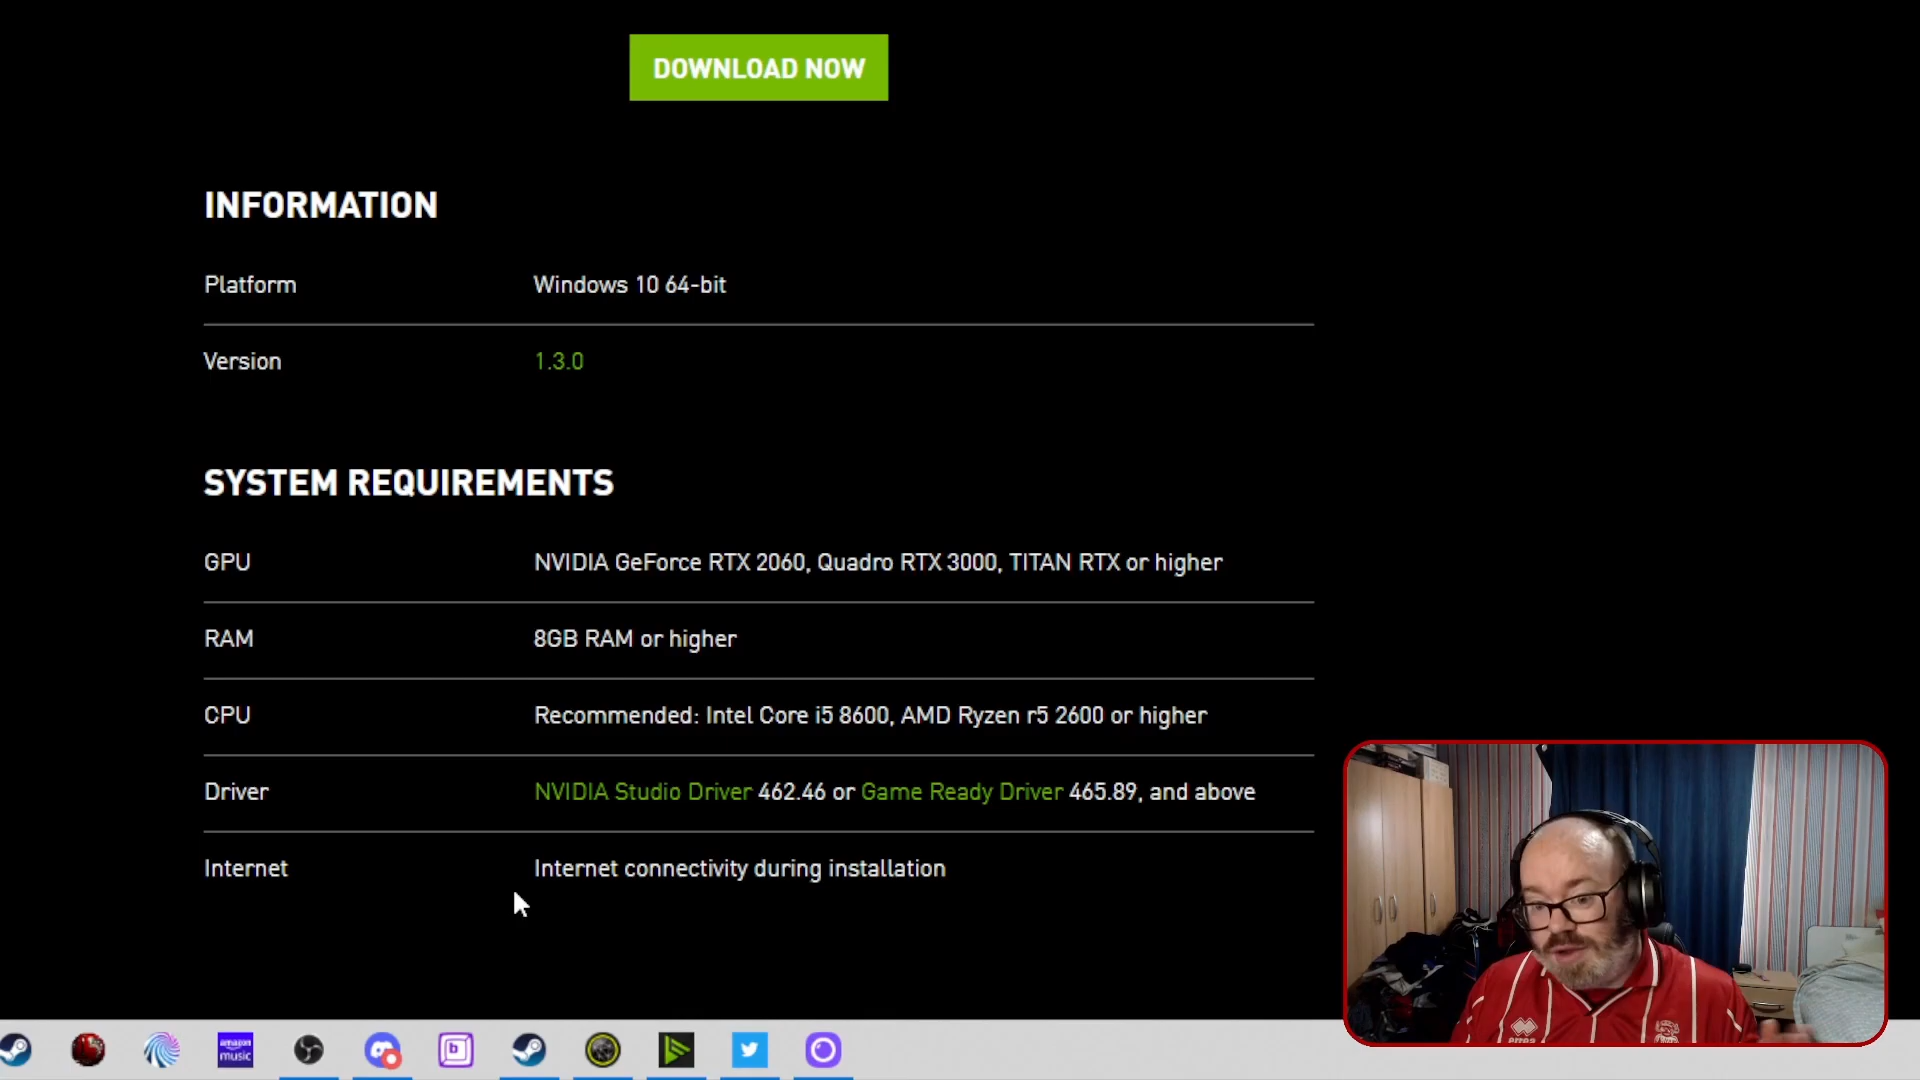 DOWNLOAD NOW
INFORMATION
Platform Windows 10 64-bit
Version 1.3.0
SYSTEM REQUIREMENTS
GPU NVIDIA GeForce RTX 2060, Quadro RTX 3000, TITAN RTX or higher
RAM 8GB RAM or higher
CPU Recommended: Intel Core i5 8600, AMD Ryzen r5 2600 or higher
Driver NVIDIA Studio Driver 462.46 or Game Ready Driver 465.89, and above
Internet Internet connectivity during installation
errea
amazon
music
b